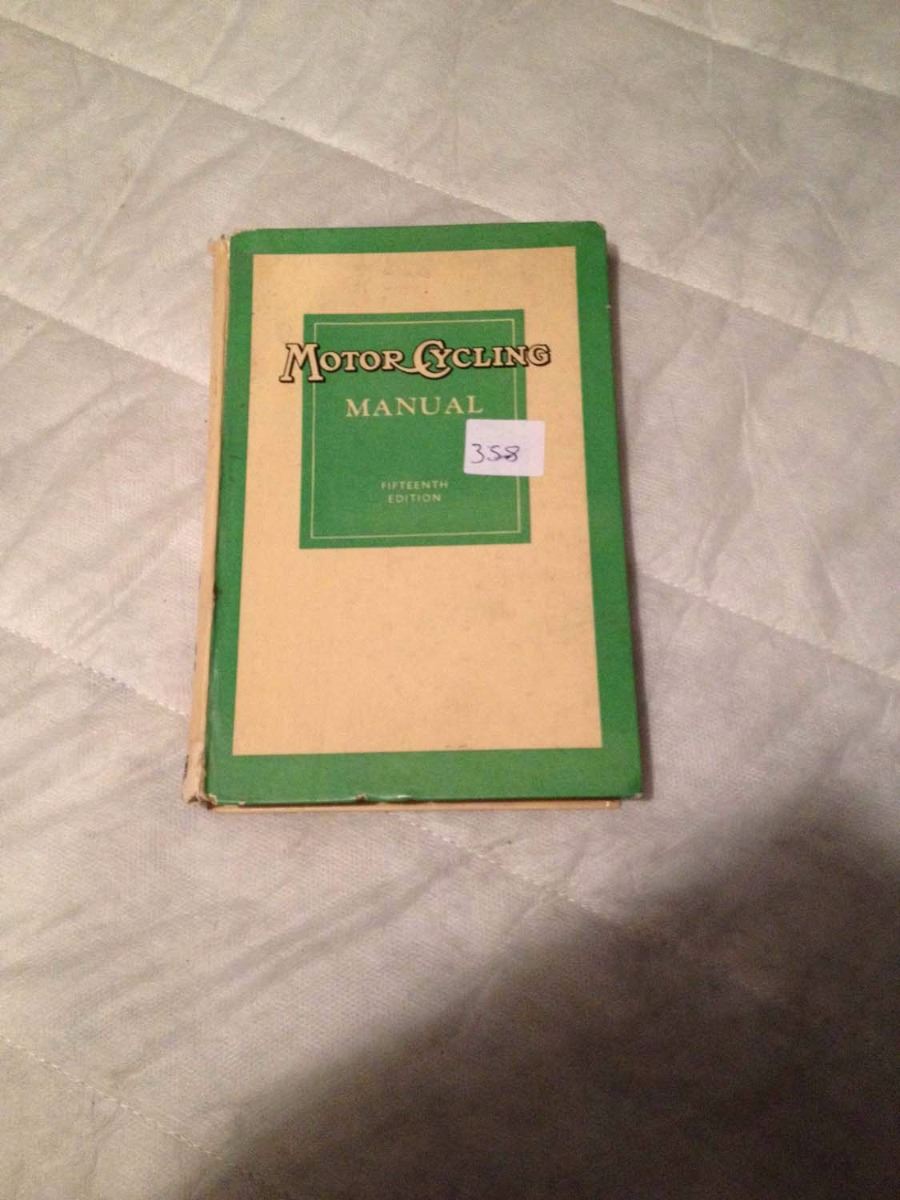 MOTOR CYCLING
MANUAL
358
FIFTEENTH
EDITION